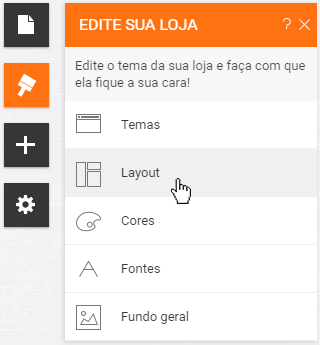 EDITE SUA LOJA ?
Edite o tema da sua loja e faça com que
ela fique a sua cara!
Temas
Layout
Cores
Fontes
Fundo geral